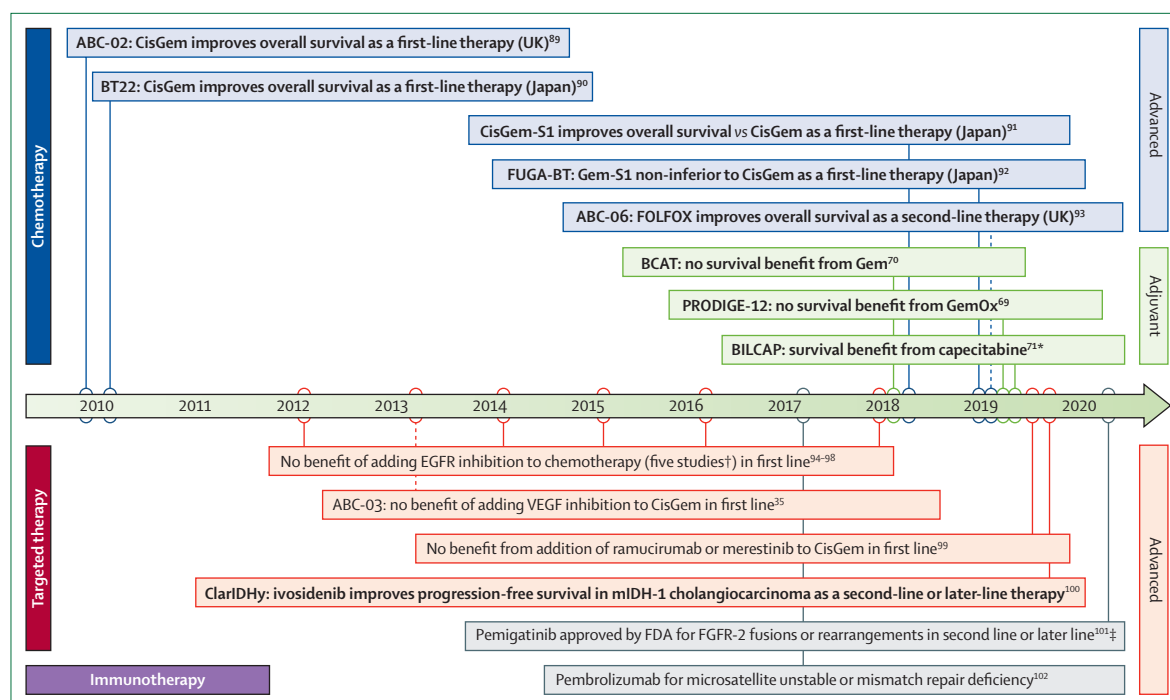 ABC-02: CisGem improves overall survival as a first-line therapy (UK)⁸⁹
BT22: CisGem improves overall survival as a first-line therapy (Japan)⁹⁰
CisGem-S1 improves overall survival vs CisGem as a first-line therapy (Japan)⁹¹
FUGA-BT: Gem-S1 non-inferior to CisGem as a first-line therapy (Japan)⁹²
ABC-06: FOLFOX improves overall survival as a second-line therapy (UK)⁹³
Chemotherapy
Advanced
BCAT: no survival benefit from Gem⁷⁰
PRODIGE-12: no survival benefit from GemOx⁶⁹
BILCAP: survival benefit from capecitabine⁷¹*
Adjuvant
2010 2011 2012 2013 2014 2015 2016 2017 2018 2019 2020
No benefit of adding EGFR inhibition to chemotherapy (five studies†) in first line⁹⁴⁻⁹⁸
ABC-03: no benefit of adding VEGF inhibition to CisGem in first line³⁵
No benefit from addition of ramucirumab or merestinib to CisGem in first line⁹⁹
ClarIDHy: ivosidenib improves progression-free survival in mIDH-1 cholangiocarcinoma as a second-line or later-line therapy¹⁰⁰
Pemigatinib approved by FDA for FGFR-2 fusions or rearrangements in second line or later line¹⁰¹‡
Targeted therapy
Advanced
Immunotherapy
Pembrolizumab for microsatellite unstable or mismatch repair deficiency¹⁰²